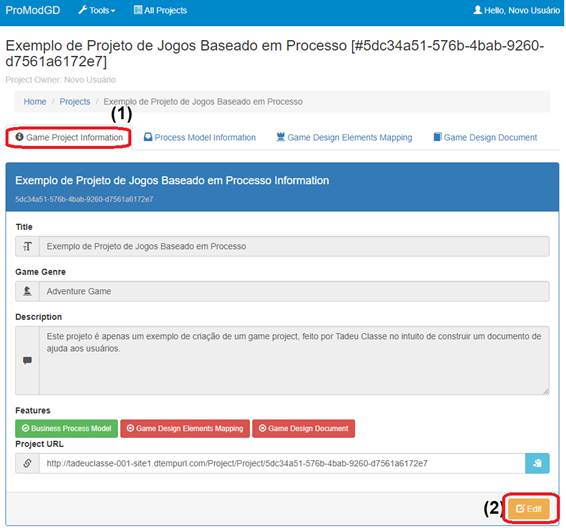 ProModGD Tools All Projects Hello, Novo Usuário
Exemplo de Projeto de Jogos Baseado em Processo [#5dc34a51-576b-4bab-9260-
d7561a6172e7]
Project Owner: Novo Usuário
Home / Projects / Exemplo de Projeto de Jogos Baseado em Processo
(1)
Game Project Information Process Model Information Game Design Elements Mapping Game Design Document
Exemplo de Projeto de Jogos Baseado em Processo Information
5dc34a51-576b-4bab-9260-d7561a6172e7
Title
Exemplo de Projeto de Jogos Baseado em Processo
Game Genre
Adventure Game
Description
Este projeto é apenas um exemplo de criação de um game project, feito por Tadeu Classe no intuito de construir um documento de
ajuda aos usuários.
Features
Business Process Model Game Design Elements Mapping Game Design Document
Project URL
http://tadeuclasse-001-site1.dtempurl.com/Project/Project/5dc34a51-576b-4bab-9260-d7561a6172e7
(2) Edit